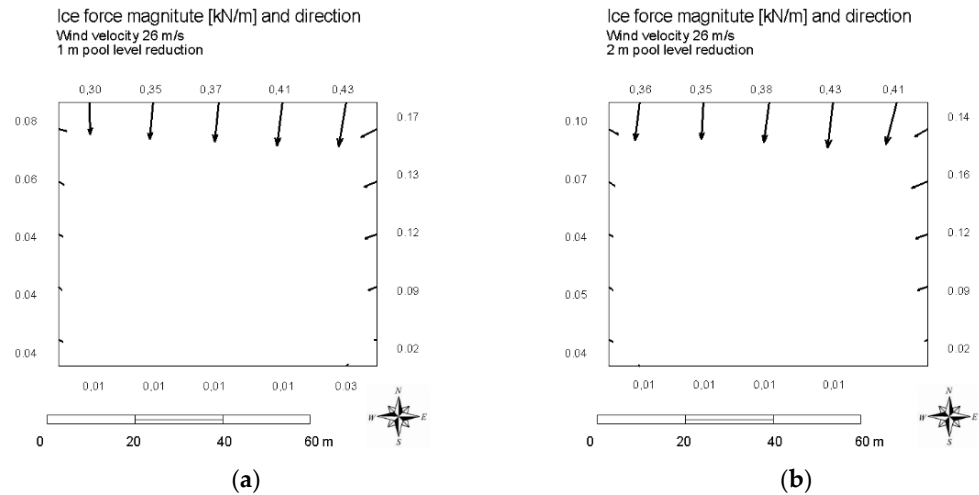 Ice force magnitute [kN/m] and direction
Wind velocity 26 m/s
1 m pool level reduction
0,30 0,35 0,37 0,41 0,43
0.08 0.17
0.06 0.13
0.04 0.12
0.04 0.09
0.04 0.02
0,01 0,01 0,01 0,01 0.03
N
W E
S
0 20 40 60 m
(a)
Ice force magnitute [kN/m] and direction
Wind velocity 26 m/s
2 m pool level reduction
0,36 0,35 0,38 0,43 0,41
0.10 0.14
0.07 0.16
0.04 0.12
0.05 0.09
0.04 0.02
0,01 0,01 0,01 0,01
N
W E
S
0 20 40 60 m
(b)